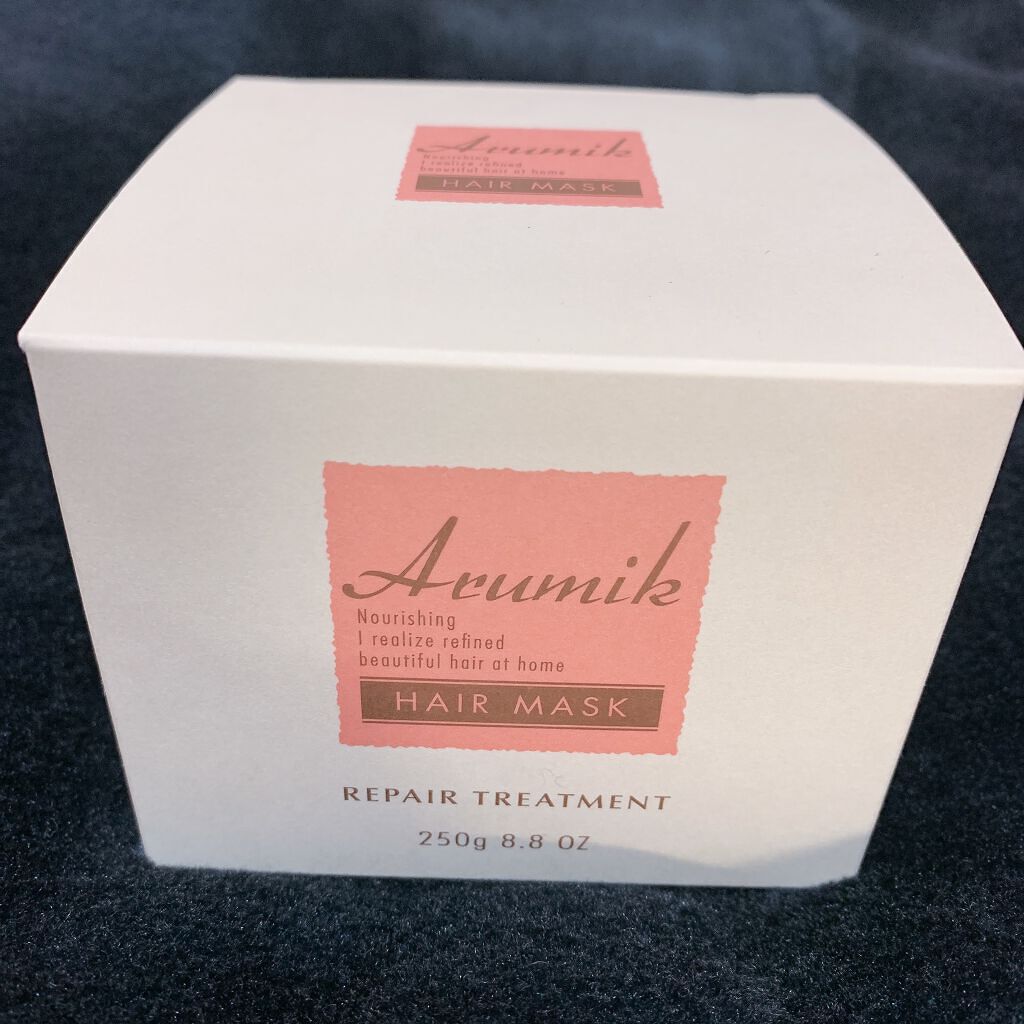 Arumik
Nourishing
I realize refined
beautiful hair at home
HAIR MASK
Arumik
Nourishing
I realize refined
beautiful hair at home
HAIR MASK
REPAIR TREATMENT
250g 8.8 OZ